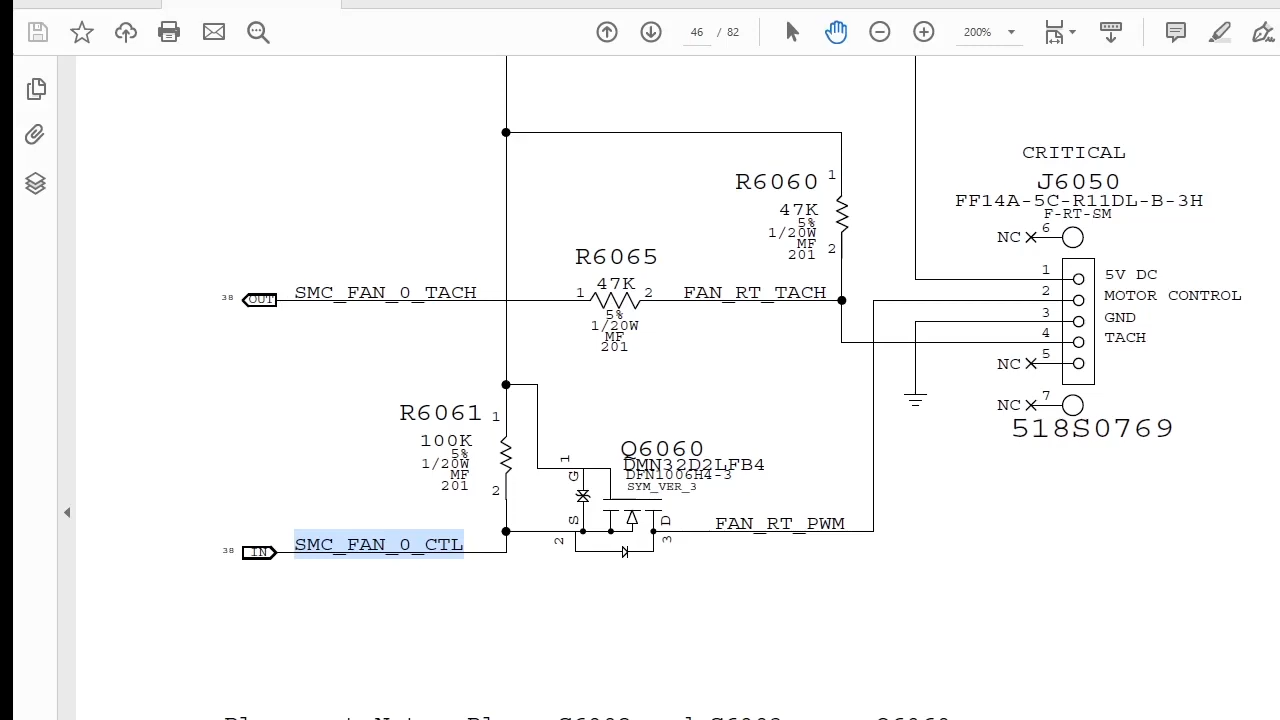 46 / 82
200%
CRITICAL
J6050
FF14A-5C-R11DL-B-3H
F-RT-SM
NC 6
1 5V DC
2 MOTOR CONTROL
3 GND
4 TACH
NC 5
NC 7
518S0769
R6060 1
47K
5%
1/20W
MF
201 2
R6065
47K
1 2
5%
1/20W
MF
201
38 OUT SMC_FAN_0_TACH
FAN_RT_TACH
R6061 1
100K
5%
1/20W
MF
201 2
Q6060
DMN32D2LFB4
DFN1006H4-3
SYM_VER_3
1 G
S 2
D 3
FAN_RT_PWM
38 IN SMC_FAN_0_CTL